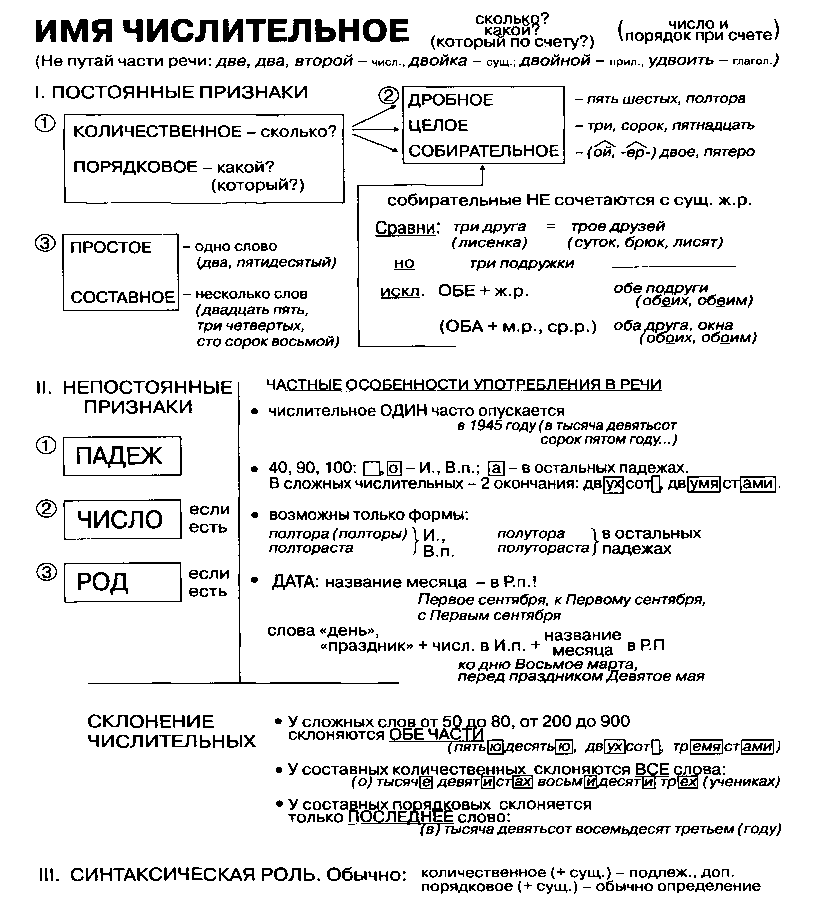 ИМЯ ЧИСЛИТЕЛЬНОЕ
сколько?
какой?
(который по счету?)
(число и
порядок при счете)
(Не путай части речи: две, два, второй – числ., двойка – сущ.; двойной – прил., удвоить – глагол.)
I. ПОСТОЯННЫЕ ПРИЗНАКИ
① КОЛИЧЕСТВЕННОЕ – сколько?
ПОРЯДКОВОЕ – какой?
(который?)
② ДРОБНОЕ – пять шестых, полтора
ЦЕЛОЕ – три, сорок, пятнадцать
СОБИРАТЕЛЬНОЕ – (ой, -ер-) двое, пятеро
собирательные НЕ сочетаются с сущ. ж.р.
Сравни: три друга = трое друзей
(лисенка) (суток, брюк, лисят)
но три подружки
искл. ОБЕ + ж.р. обе подруги
(обеих, обеим)
(ОБА + м.р., ср.р.) оба друга, окна
(обоих, обоим)
③ ПРОСТОЕ – одно слово
(два, пятидесятый)
СОСТАВНОЕ – несколько слов
(двадцать пять,
три четвертых,
сто сорок восьмой)
II. НЕПОСТОЯННЫЕ
ПРИЗНАКИ
① ПАДЕЖ
② ЧИСЛО если
есть
③ РОД если
есть
ЧАСТНЫЕ ОСОБЕННОСТИ УПОТРЕБЛЕНИЯ В РЕЧИ
• числительное ОДИН часто опускается
в 1945 году (в тысяча девятьсот
сорок пятом году...)
• 40, 90, 100: , о – И., В.п.; а – в остальных падежах.
В сложных числительных – 2 окончания: двухсот, двумястами.
• возможны только формы:
полтора (полторы) } И., полутора } в остальных
полтораста } В.п. полутораста } падежах
• ДАТА: название месяца – в Р.п.!
Первое сентября, к Первому сентября,
с Первым сентября
слова «день»,
«праздник» + числ. в И.п. + название
месяца в Р.П
ко дню Восьмое марта,
перед праздником Девятое мая
СКЛОНЕНИЕ
ЧИСЛИТЕЛЬНЫХ
• У сложных слов от 50 до 80, от 200 до 900
склоняются ОБЕ ЧАСТИ
(пятьюдесятью, двухсот, тремястами)
• У составных количественных склоняются ВСЕ слова:
(о) тысяче девятистах восьмидесяти трех (учениках)
• У составных порядковых склоняется
только ПОСЛЕДНЕЕ слово:
(в) тысяча девятьсот восемьдесят третьем (году)
III. СИНТАКСИЧЕСКАЯ РОЛЬ. Обычно: количественное (+ сущ.) – подлеж., доп.
порядковое (+ сущ.) – обычно определение